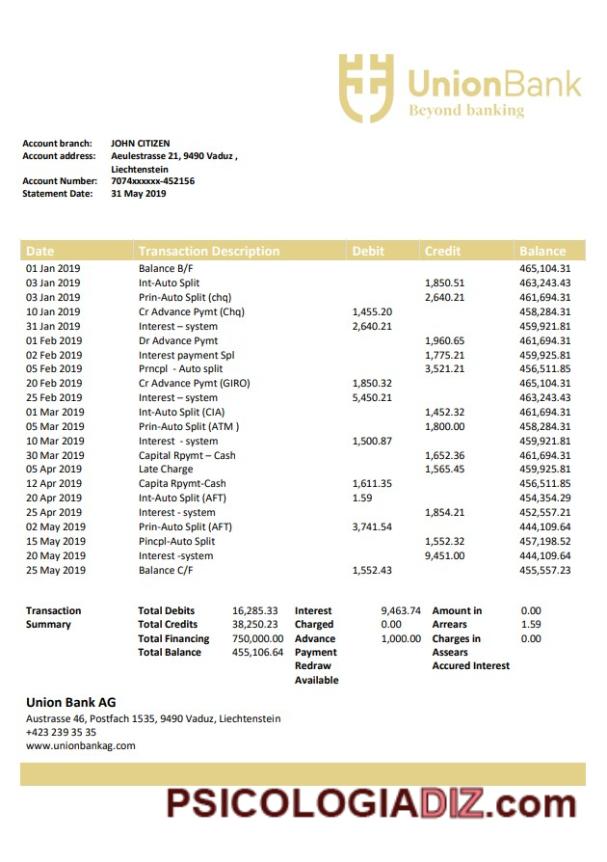 UnionBank
Beyond banking
Account branch: JOHN CITIZEN
Account address: Aeulestrasse 21, 9490 Vaduz ,
Liechtenstein
Account Number: 7074xxxxxx-452156
Statement Date: 31 May 2019
Date Transaction Description Debit Credit Balance
01 Jan 2019 Balance B/F 465,104.31
03 Jan 2019 Int-Auto Split 1,850.51 463,243.43
03 Jan 2019 Prin-Auto Split (chq) 2,640.21 461,694.31
10 Jan 2019 Cr Advance Pymt (Chq) 1,455.20 458,284.31
31 Jan 2019 Interest – system 2,640.21 459,921.81
01 Feb 2019 Dr Advance Pymt 1,960.65 461,694.31
02 Feb 2019 Interest payment Spl 1,775.21 459,925.81
05 Feb 2019 Prncpl - Auto split 3,521.21 456,511.85
20 Feb 2019 Cr Advance Pymt (GIRO) 1,850.32 465,104.31
25 Feb 2019 Interest – system 5,450.21 463,243.43
01 Mar 2019 Int-Auto Split (CIA) 1,452.32 461,694.31
05 Mar 2019 Prin-Auto Split (ATM ) 1,800.00 458,284.31
10 Mar 2019 Interest - system 1,500.87 459,921.81
30 Mar 2019 Capital Rpymt – Cash 1,652.36 461,694.31
05 Apr 2019 Late Charge 1,565.45 459,925.81
12 Apr 2019 Capita Rpymt-Cash 1,611.35 456,511.85
20 Apr 2019 Int-Auto Split (AFT) 1.59 454,354.29
25 Apr 2019 Interest - system 1,854.21 452,557.21
02 May 2019 Prin-Auto Split (AFT) 3,741.54 444,109.64
15 May 2019 Pincpl-Auto Split 1,552.32 457,198.52
20 May 2019 Interest -system 9,451.00 444,109.64
25 May 2019 Balance C/F 1,552.43 455,557.23
Transaction Total Debits 16,285.33 Interest 9,463.74 Amount in 0.00
Summary Total Credits 38,250.23 Charged 0.00 Arrears 1.59
Total Financing 750,000.00 Advance 1,000.00 Charges in 0.00
Total Balance 455,106.64 Payment Assears
Redraw Accured Interest
Available
Union Bank AG
Austrasse 46, Postfach 1535, 9490 Vaduz, Liechtenstein
+423 239 35 35
www.unionbankag.com
PSICOLOGIADIZ.com